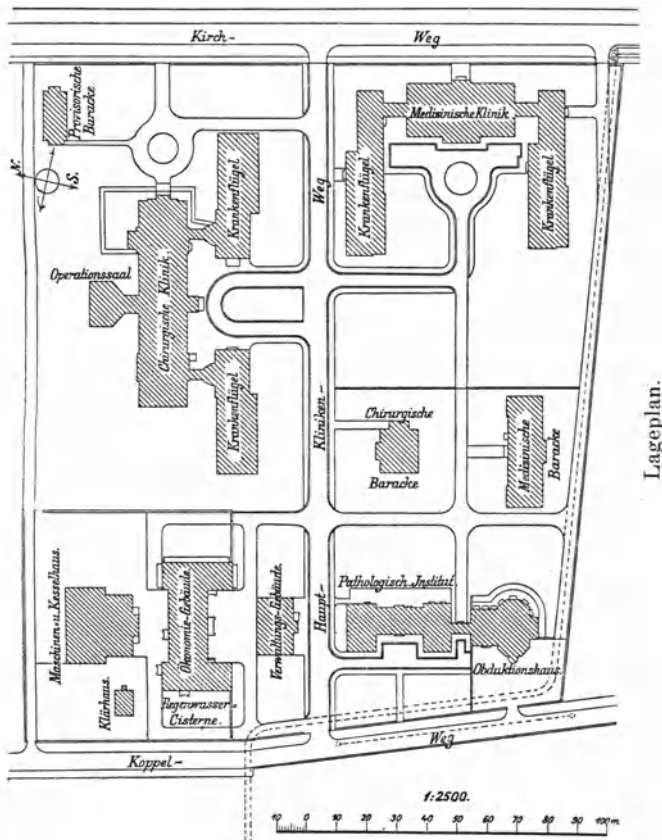 Kirch-
Weg
Provisorische
Baracke
N.
S.
Medizinische Klinik
Krankenflügel
Krankenflügel
Krankenflügel
Weg
Operationssaal
Chirurgische Klinik.
Krankenflügel
Kliniken-
Chirurgische
Baracke
Medizinische
Baracke
Lageplan.
Maschinen-u. Kesselhaus.
Ökonomie-Gebäude
Verwaltungs-Gebäude.
Haupt-
Pathologisch Institut.
Obduktionshaus.
Klärhaus.
Regenwasser-
Cisterne.
Koppel-
Weg
1:2500.
10 0 10 20 30 40 50 60 70 80 90 100 m.